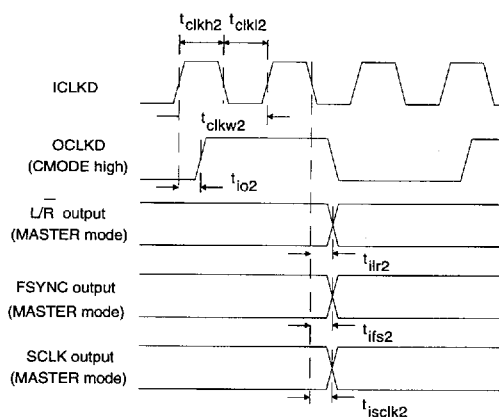 tclkh2 tclkl2
ICLKD
tclkw2
OCLKD
(CMODE high)
tio2
L/R̅ output
(MASTER mode)
tilr2
FSYNC output
(MASTER mode)
tifs2
SCLK output
(MASTER mode)
tisclk2